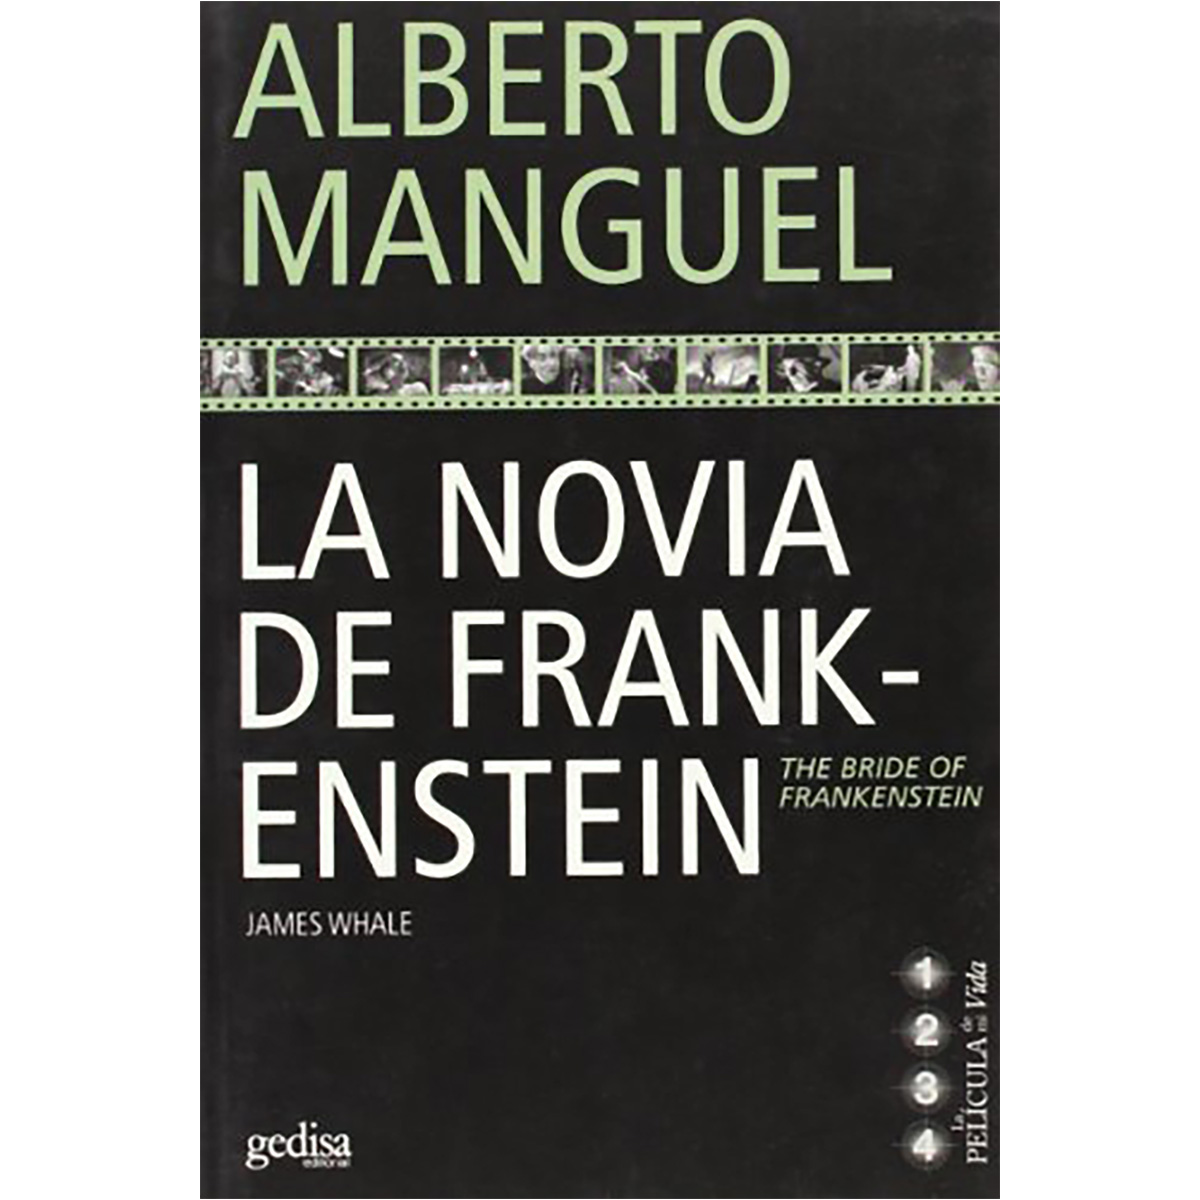 ALBERTO
MANGUEL
LA NOVIA
DE FRANK-
ENSTEIN
THE BRIDE OF
FRANKENSTEIN
JAMES WHALE
1
2
3
4
La PELÍCULA de mi Vida
gedisa
editorial